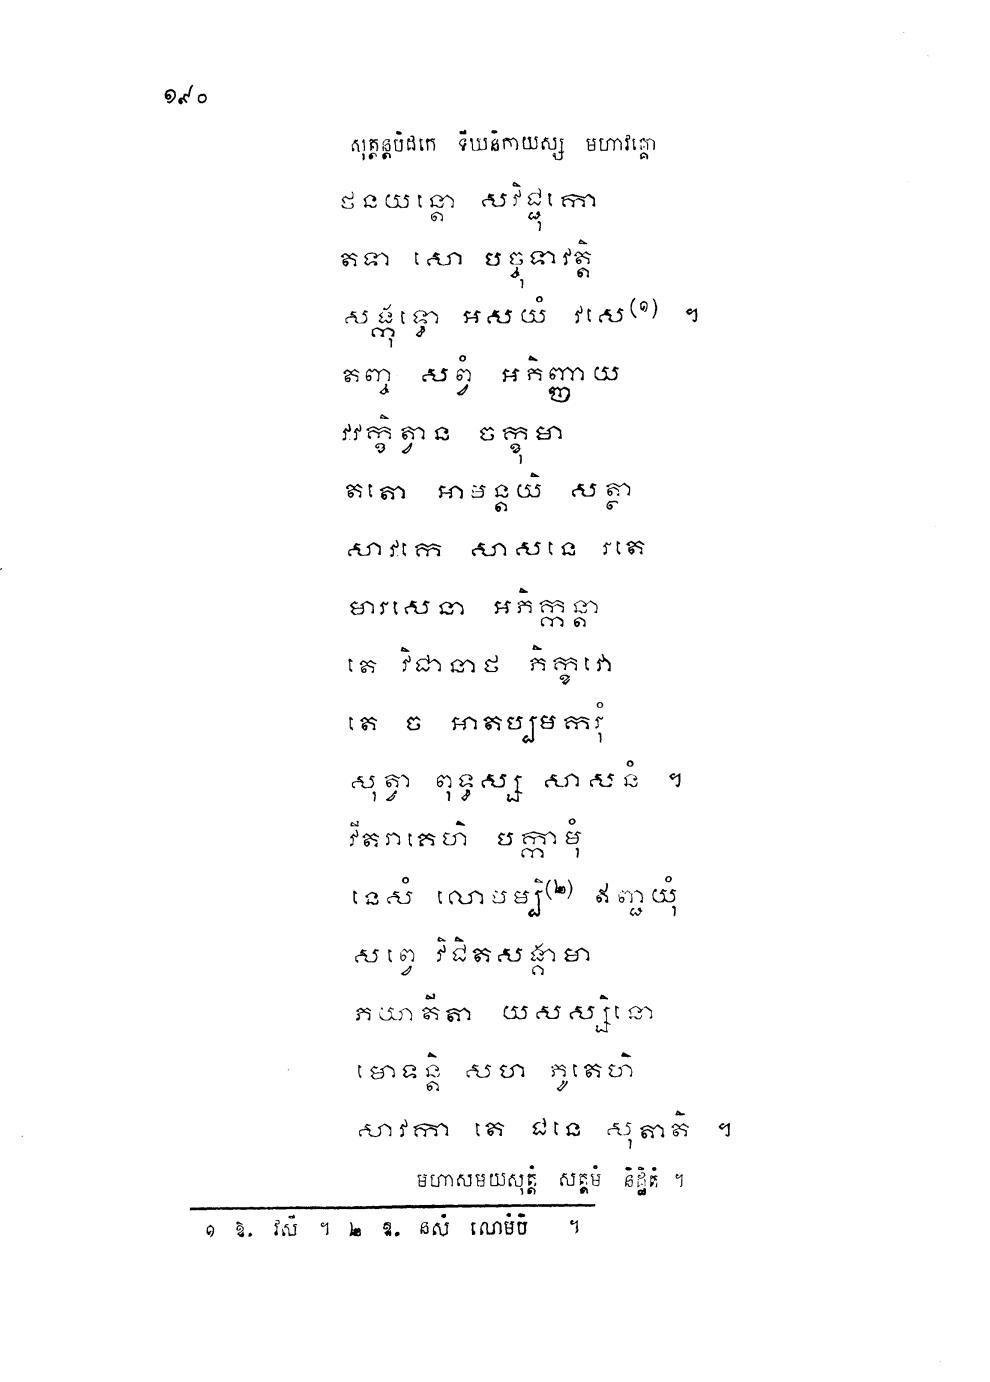 ១៩០
សុត្តន្តបិដកេ ទីឃនិកាយស្ស មហាវគ្គោ
ថនយន្តោ សវិជ្ជុកោ
តទា សោ បច្ចុទាវត្តិ
សង្កុទ្ធោ អសយំ វសេ(១) ។
តញ្ច សព្វំ អភិញ្ញាយ
វវក្ខិត្វាន ចក្ខុមា
តតោ អាមន្តយិ សត្ថា
សាវកេ សាសនេ រតេ
មារសេនា អភិក្កន្តា
តេ វិជានាថ ភិក្ខវោ
តេ ច អាតប្បមករុំ
សុត្វា ពុទ្ធស្ស សាសនំ ។
វីតរាគេហិ បក្កាមុំ
នេសំ លោមម្បិ(២) ឥញ្ជយុំ
សព្វេ វិជិតសង្គាមា
ភយាតីតា យសស្សិនោ
មោទន្តិ សហ ភូតេហិ
សាវកា តេ ជនេ សុតាតិ ។
មហាសមយសុត្តំ សត្តមំ និដ្ឋិតំ ។
១ ឱ. វសី ។ ២ ឱ. នសំ លោមំបិ ។